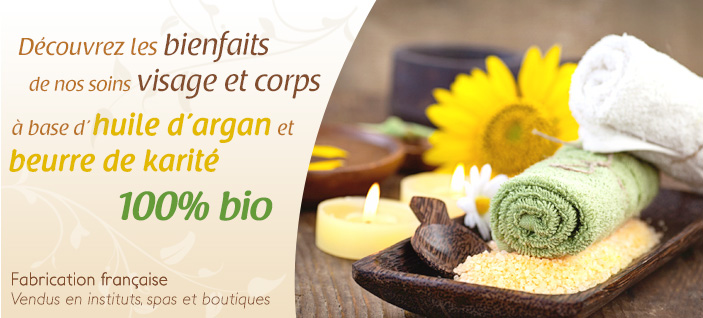 Découvrez les bienfaits
de nos soins visage et corps
à base d'huile d'argan et
beurre de karité
100% bio
Fabrication française
Vendus en instituts, spas et boutiques